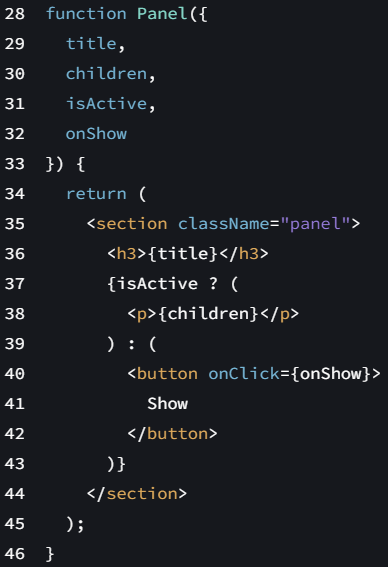 28 function Panel({
29   title,
30   children,
31   isActive,
32   onShow
33 }) {
34   return (
35     <section className="panel">
36       <h3>{title}</h3>
37       {isActive ? (
38         <p>{children}</p>
39       ) : (
40         <button onClick={onShow}>
41           Show
42         </button>
43       )}
44     </section>
45   );
46 }